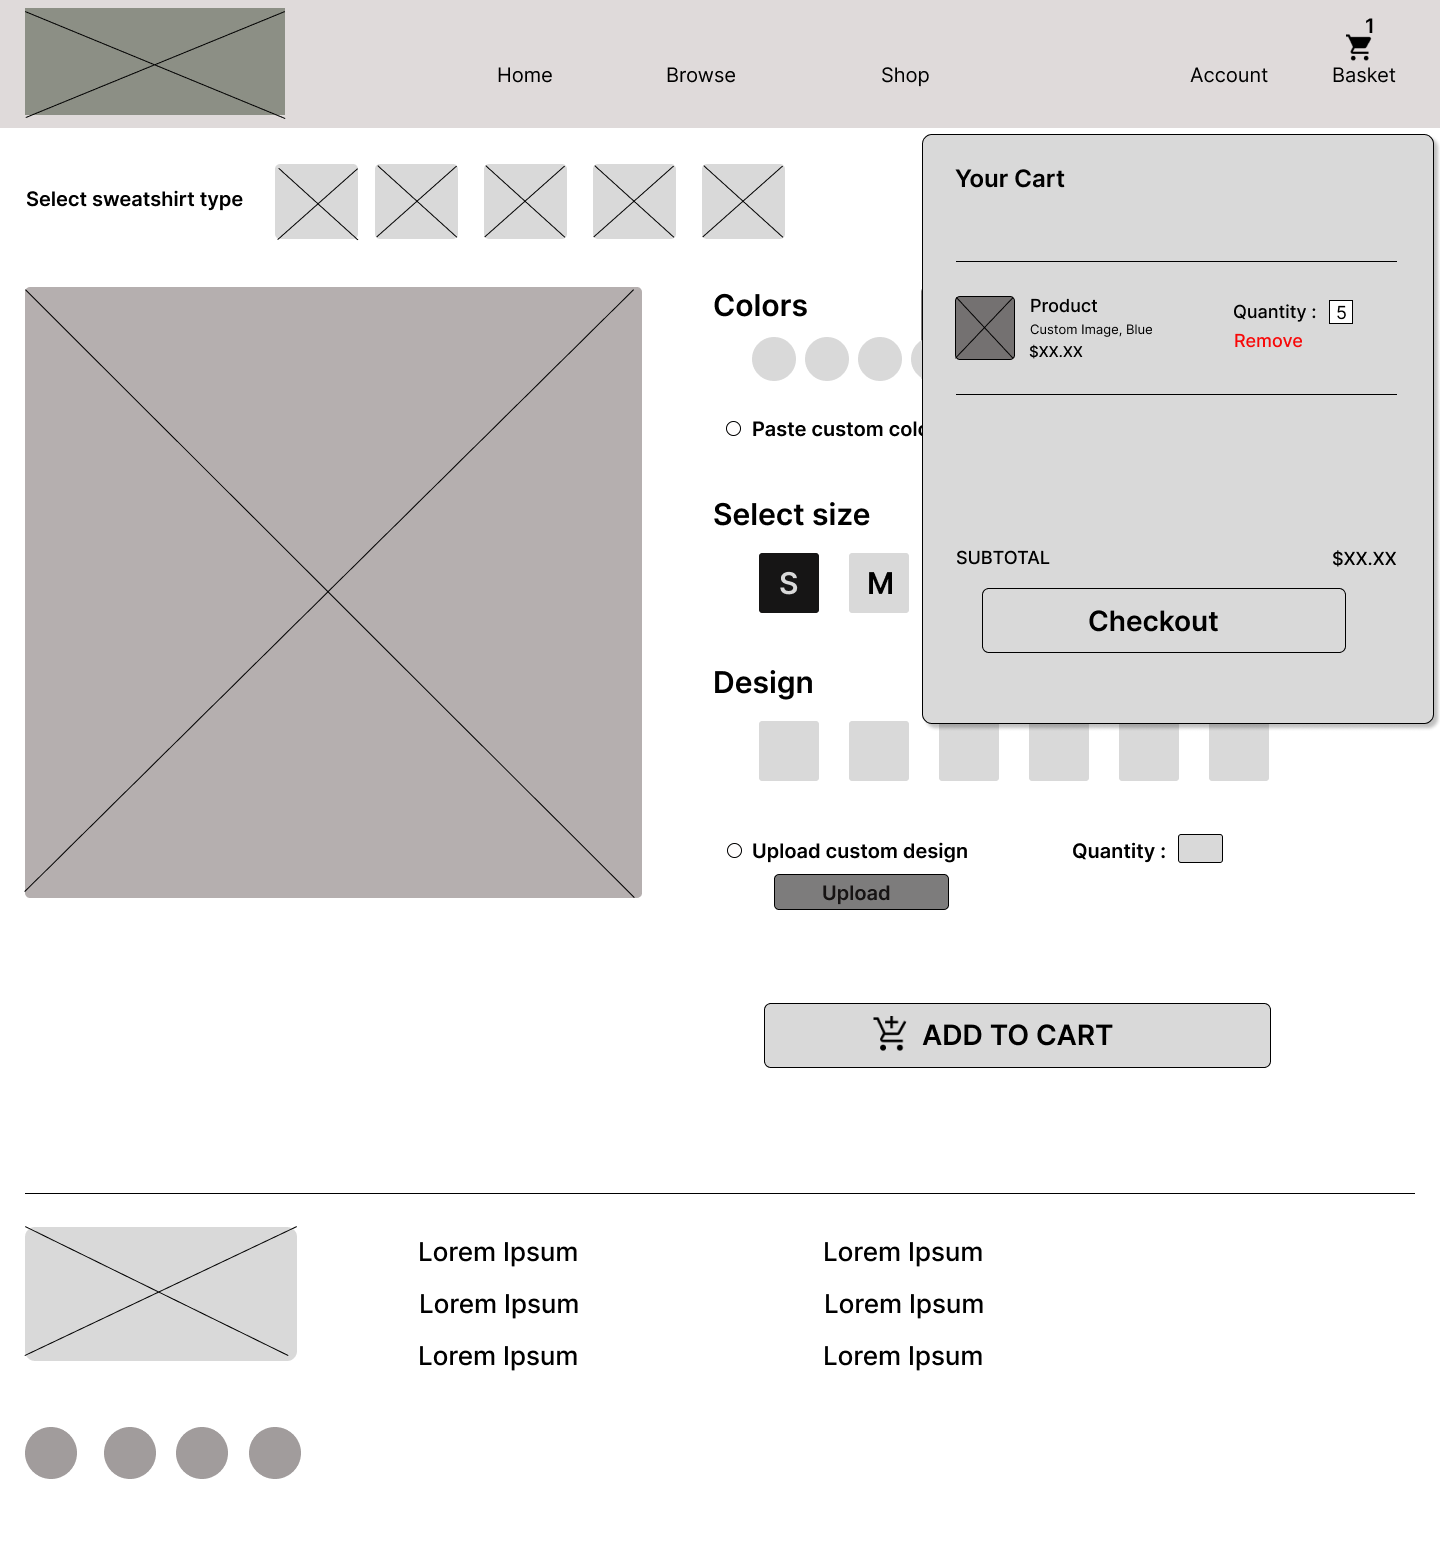 1
Home
Browse
Shop
Account
Basket
Select sweatshirt type
Your Cart
Product
Custom Image, Blue
$XX.XX
Quantity :
5
Remove
SUBTOTAL
$XX.XX
Checkout
Colors
Paste custom colo
Select size
S
M
Design
Upload custom design
Quantity :
Upload
ADD TO CART
Lorem Ipsum
Lorem Ipsum
Lorem Ipsum
Lorem Ipsum
Lorem Ipsum
Lorem Ipsum